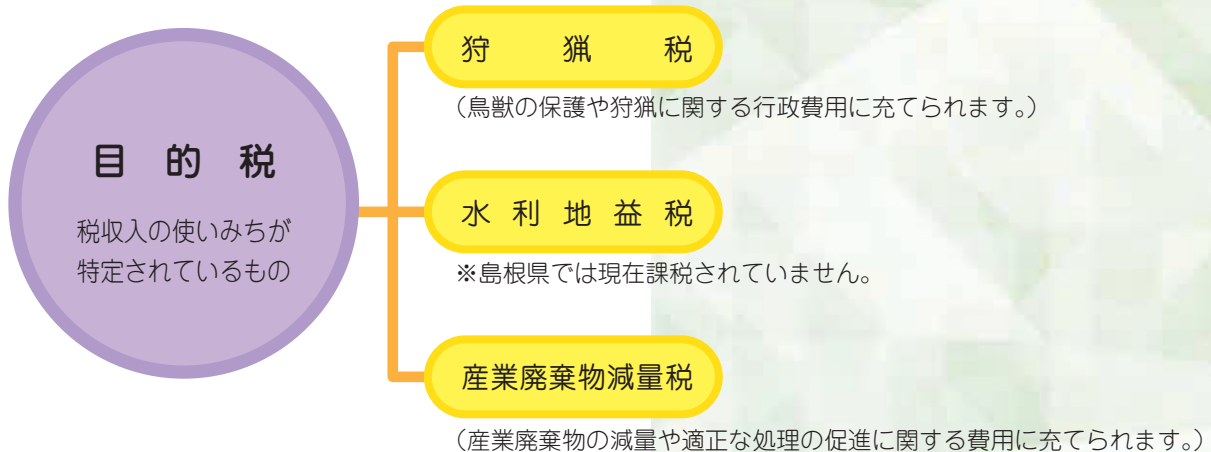 目的税
税収入の使いみちが
特定されているもの
狩猟税
（鳥獣の保護や狩猟に関する行政費用に充てられます。）
水利地益税
※島根県では現在課税されていません。
産業廃棄物減量税
（産業廃棄物の減量や適正な処理の促進に関する費用に充てられます。）